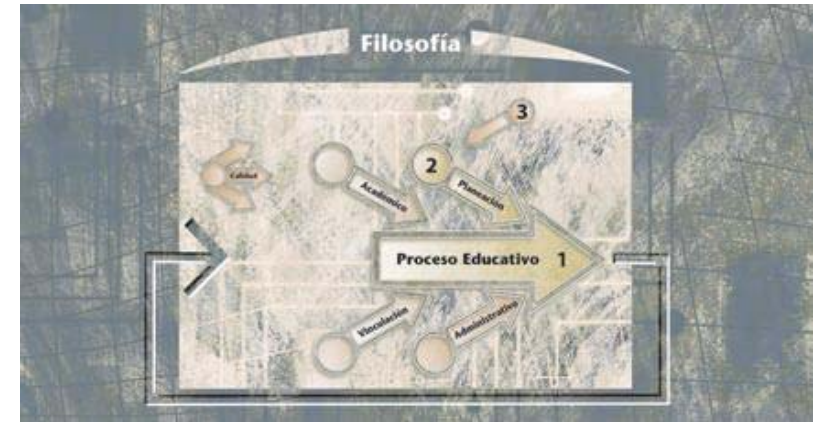 Filosofía
3
2
Calidad
Académico
Planeación
Proceso Educativo 1
Vinculación
Administrativo